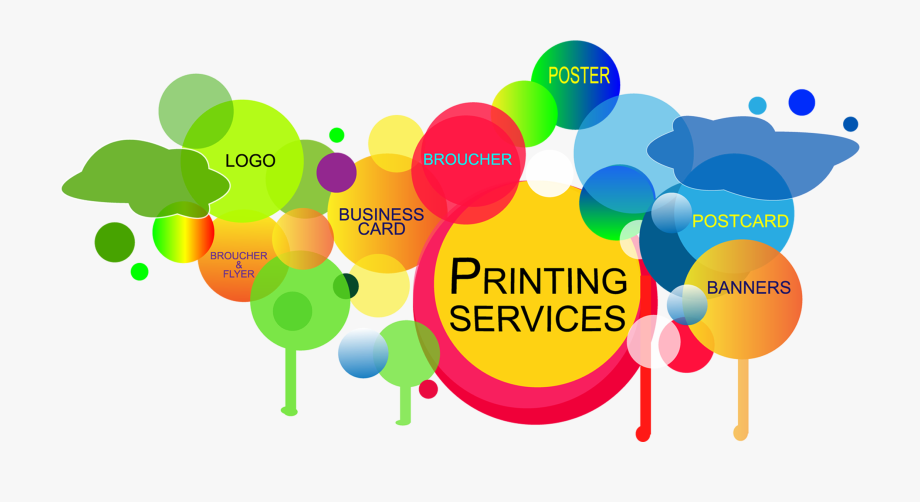 POSTER
LOGO
BROUCHER
BUSINESS
CARD
POSTCARD
BROUCHER
&
FLYER
PRINTING
SERVICES
BANNERS